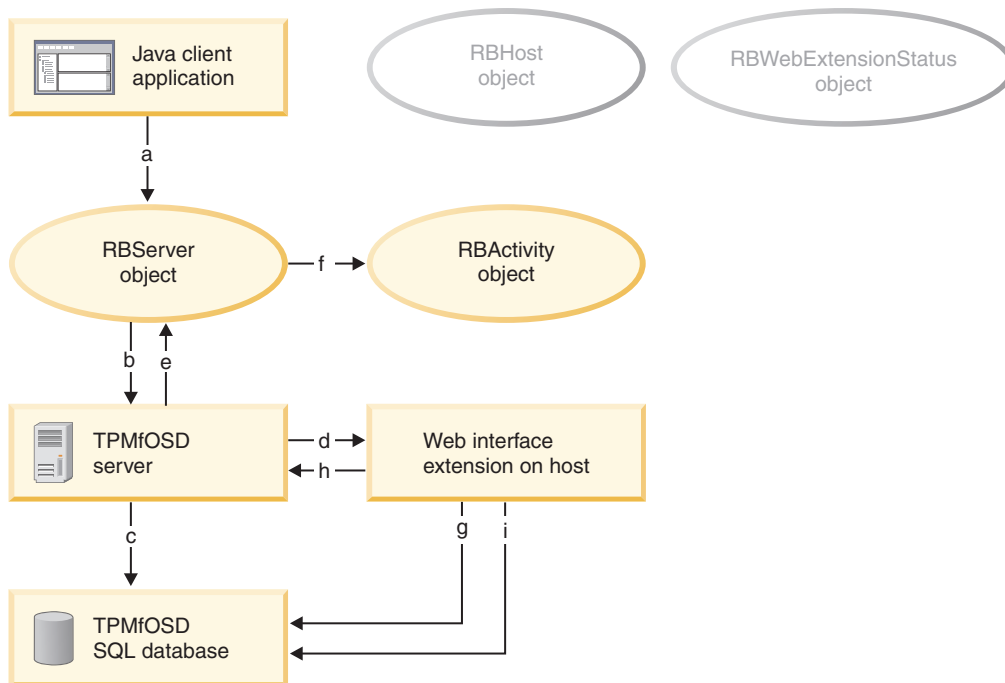 Java client
application
RBHost
object
RBWebExtensionStatus
object
a
RBServer
object
f
RBActivity
object
b
e
TPMfOSD
server
d
h
Web interface
extension on host
c
g
i
TPMfOSD
SQL database